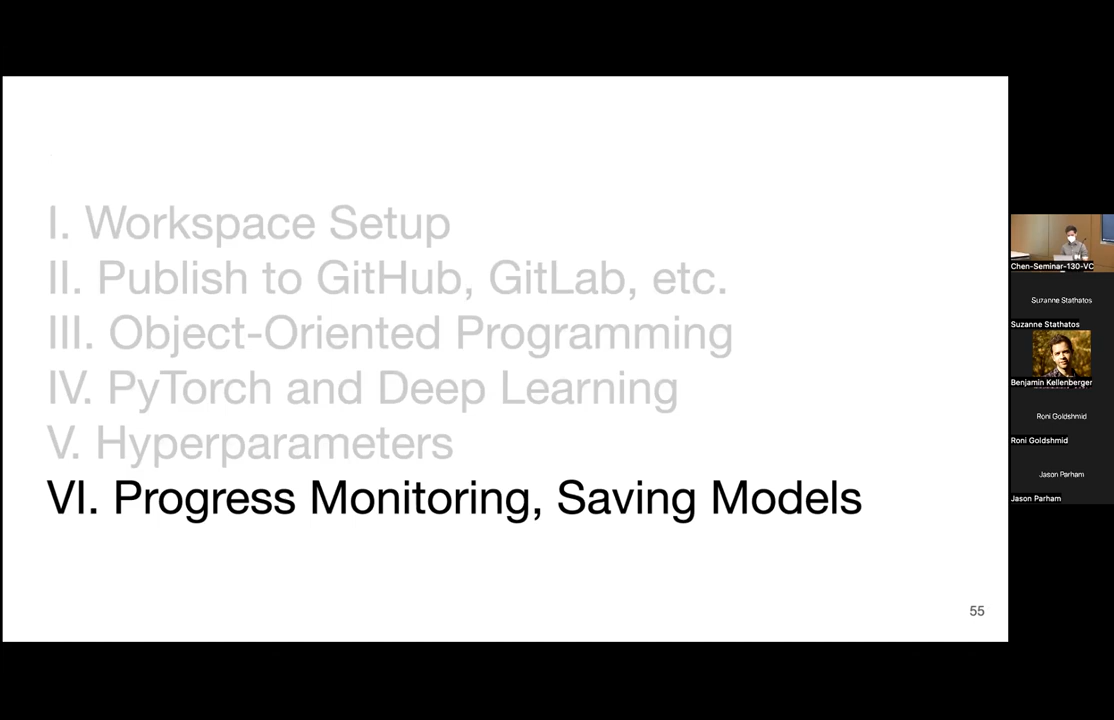 I. Workspace Setup
II. Publish to GitHub, GitLab, etc.
III. Object-Oriented Programming
IV. PyTorch and Deep Learning
V. Hyperparameters
VI. Progress Monitoring, Saving Models
55
Chen-Seminar-130-VC
Suzanne Stathatos
Suzanne Stathatos
Benjamin Kellenberger
Roni Goldshmid
Roni Goldshmid
Jason Parham
Jason Parham